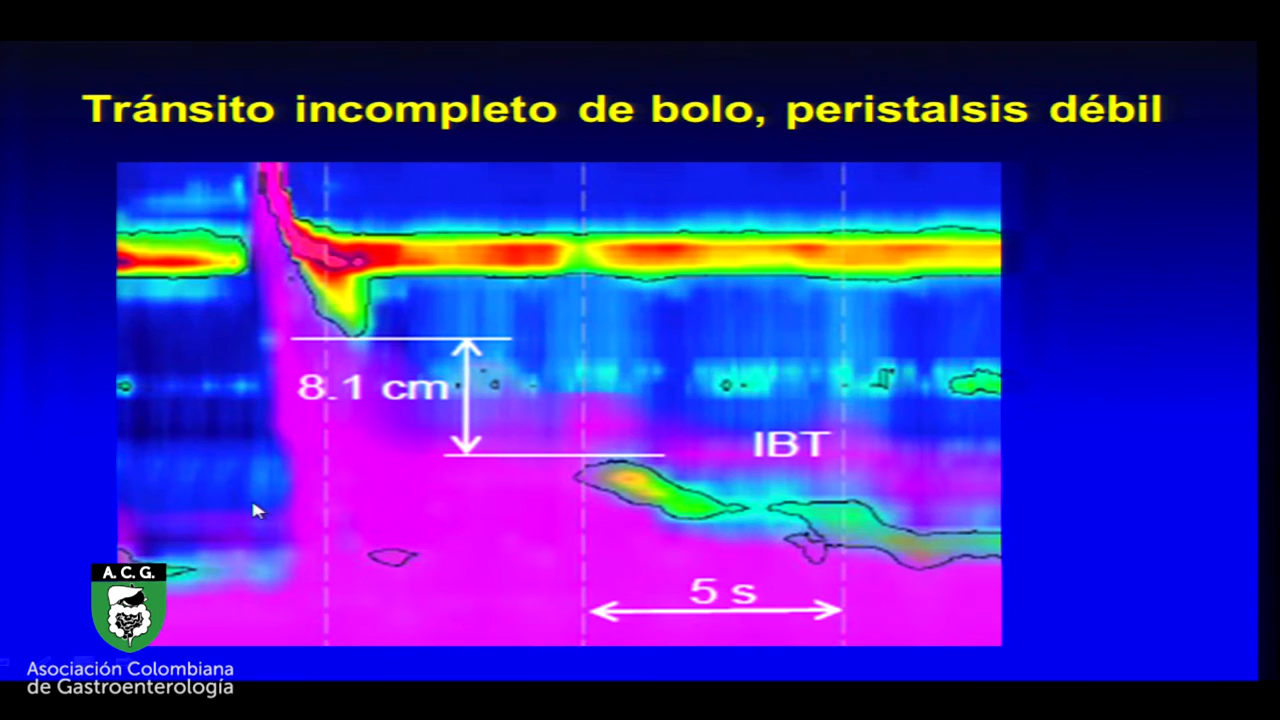 Tránsito incompleto de bolo, peristalsis débil
8.1 cm
IBT
5 s
A. C. G.
Asociación Colombiana
de Gastroenterología